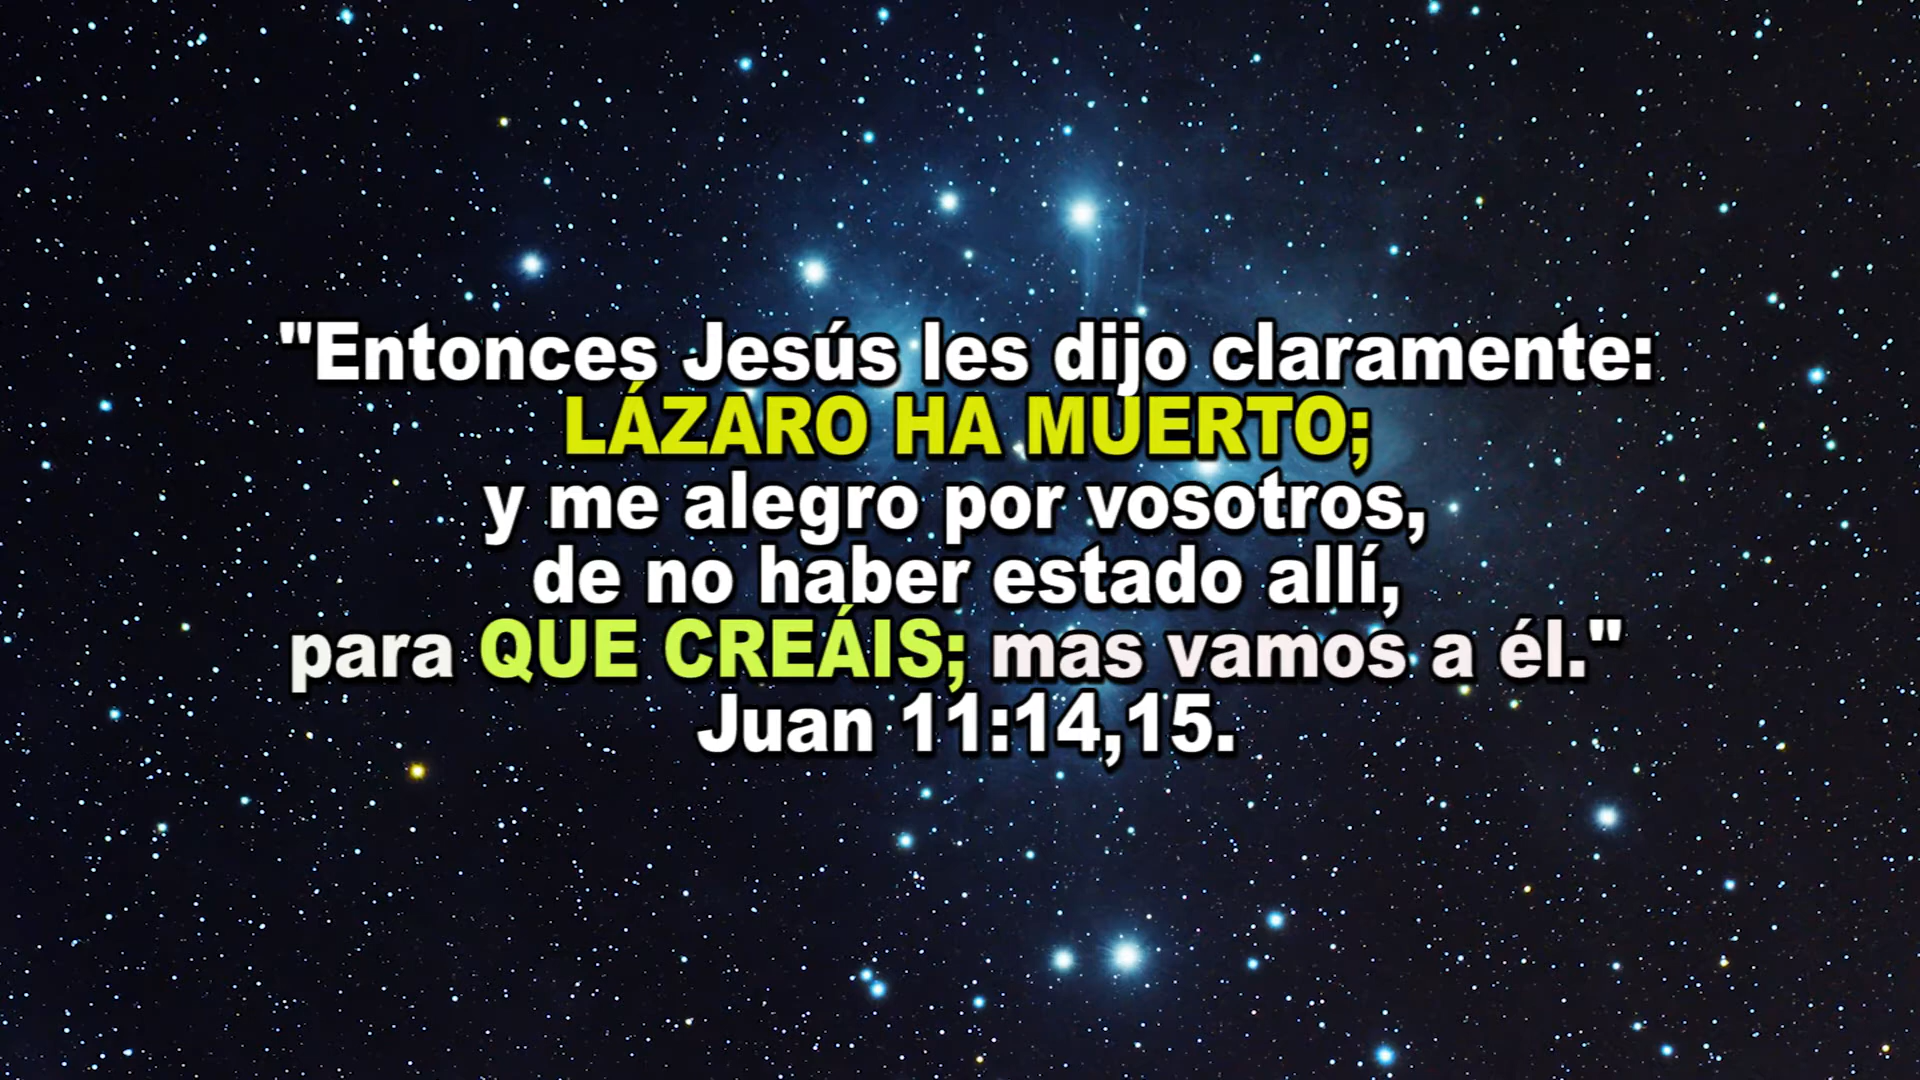 "Entonces Jesús les dijo claramente:
LÁZARO HA MUERTO;
y me alegro por vosotros,
de no haber estado allí,
para QUE CREÁIS; mas vamos a él."
Juan 11:14,15.